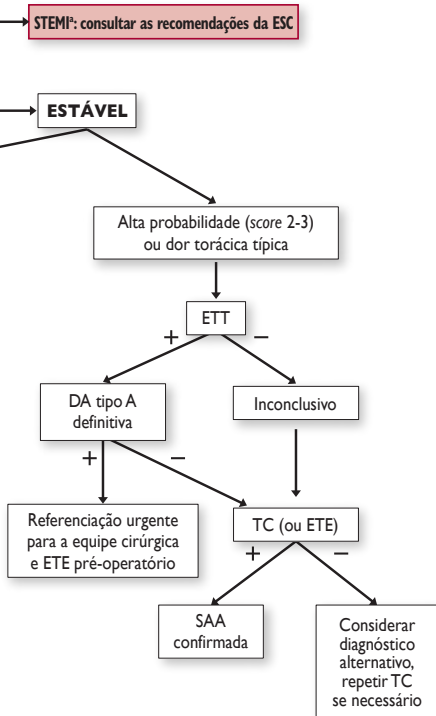 STEMIª: consultar as recomendações da ESC
ESTÁVEL
Alta probabilidade (score 2-3)
ou dor torácica típica
ETT
+ –
DA tipo A
definitiva
Inconclusivo
+ –
Referenciação urgente
para a equipe cirúrgica
e ETE pré-operatório
TC (ou ETE)
+ –
SAA
confirmada
Considerar
diagnóstico
alternativo,
repetir TC
se necessário